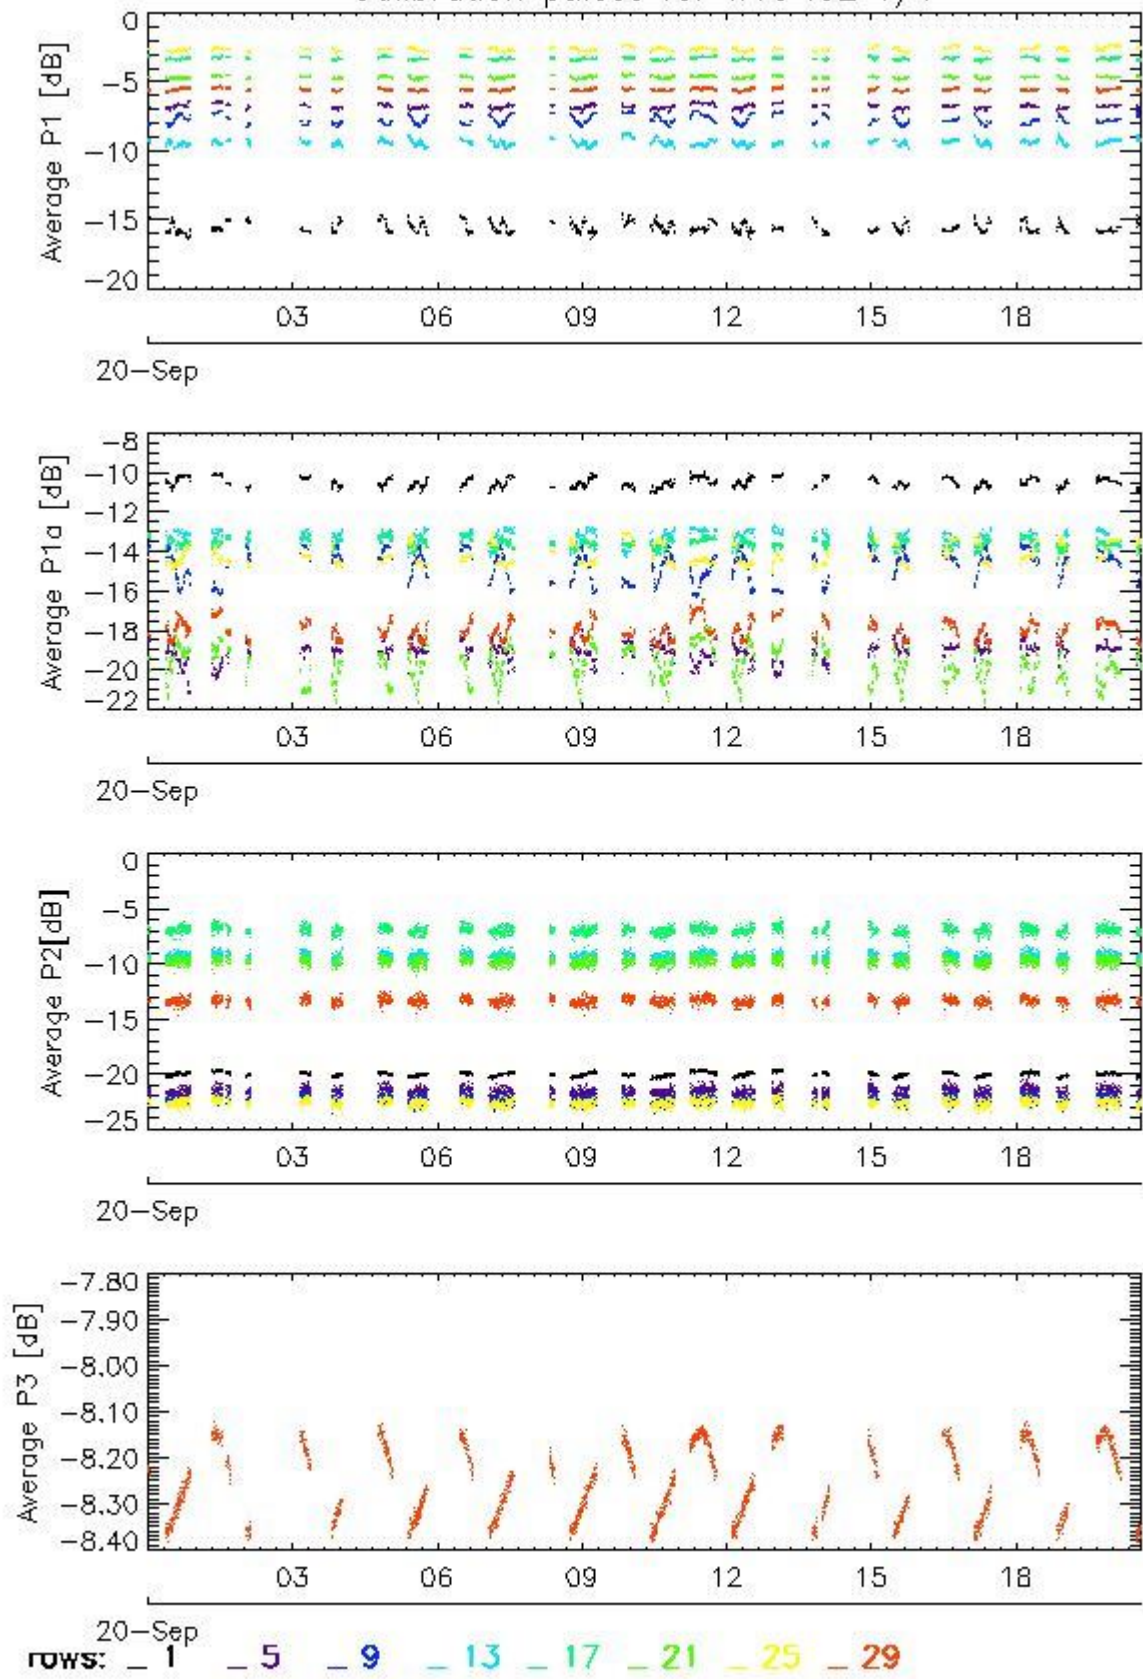 0
−5
−10
−15
−20
Average P1 [dB]
03 06 09 12 15 18
20−Sep
−8
−10
−12
−14
−16
−18
−20
−22
Average P1a [dB]
03 06 09 12 15 18
20−Sep
0
−5
−10
−15
−20
−25
Average P2[dB]
03 06 09 12 15 18
20−Sep
−7.80
−7.90
−8.00
−8.10
−8.20
−8.30
−8.40
Average P3 [dB]
03 06 09 12 15 18
20−Sep
rows: _ 1 _ 5 _ 9 _ 13 _ 17 _ 21 _ 25 _ 29